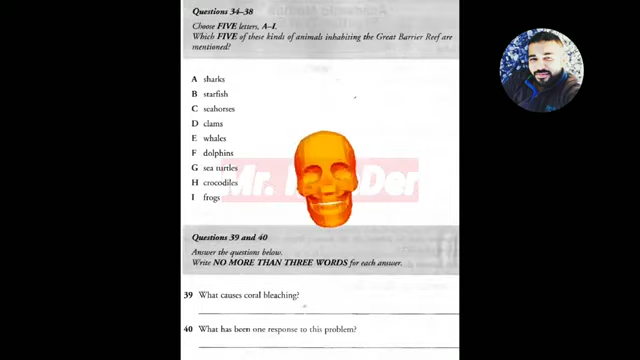 Questions 34–38
Choose FIVE letters, A–I.
Which FIVE of these kinds of animals inhabiting the Great Barrier Reef are
mentioned?
A sharks
B starfish
C seahorses
D clams
E whales
F dolphins
G sea turtles
H crocodiles
I frogs
Questions 39 and 40
Answer the questions below.
Write NO MORE THAN THREE WORDS for each answer.
39 What causes coral bleaching?
40 What has been one response to this problem?